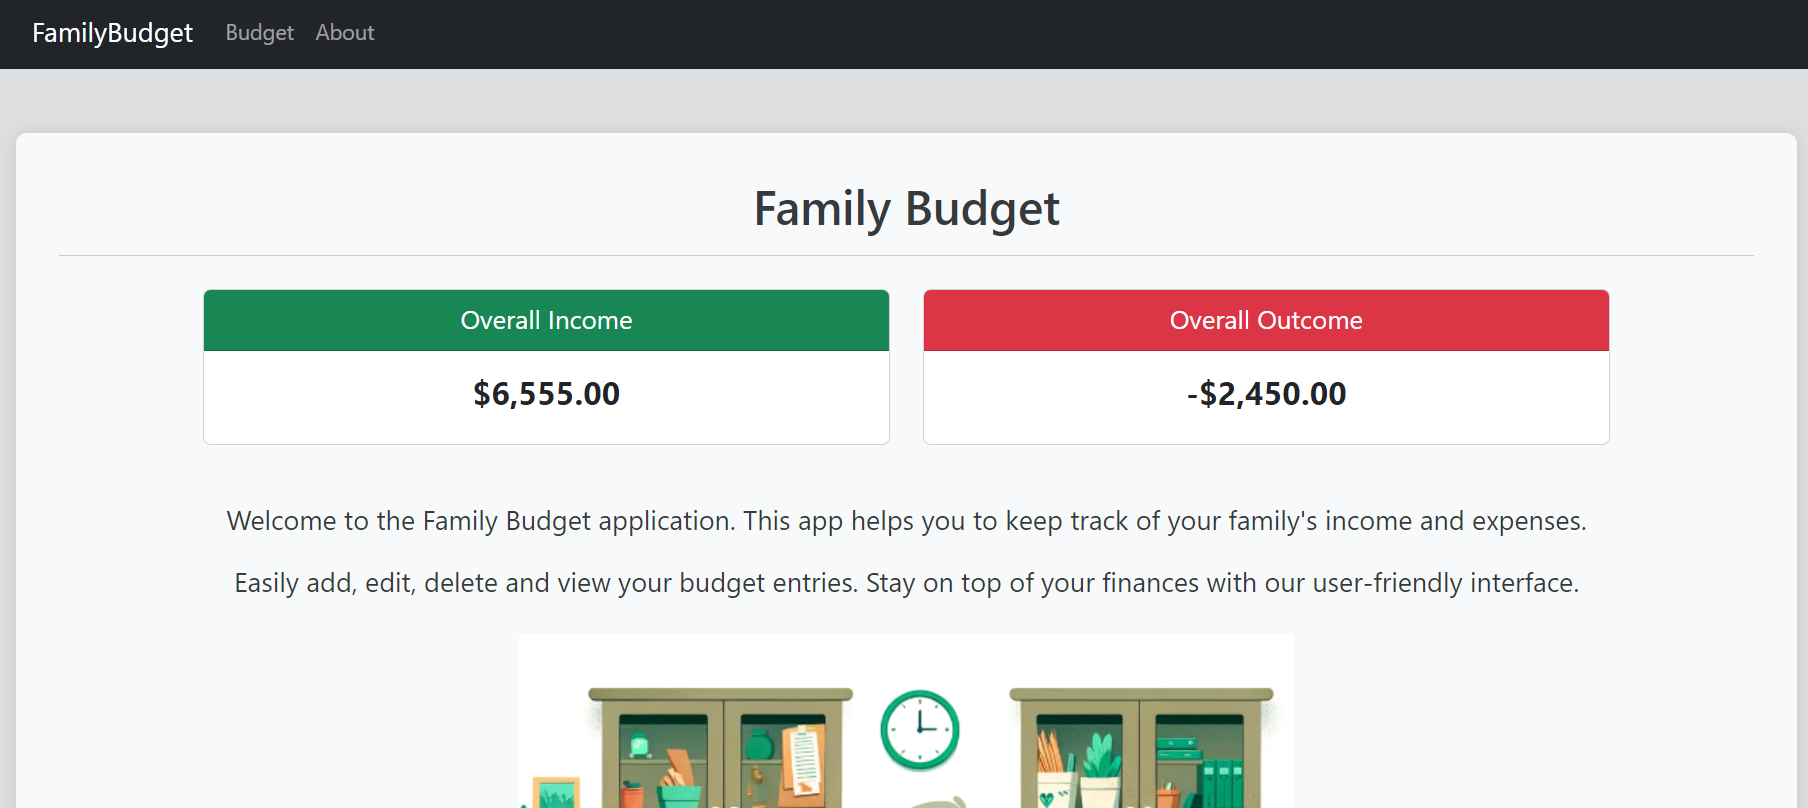 FamilyBudget Budget About
Family Budget
Overall Income
$6,555.00
Overall Outcome
-$2,450.00
Welcome to the Family Budget application. This app helps you to keep track of your family's income and expenses.
Easily add, edit, delete and view your budget entries. Stay on top of your finances with our user-friendly interface.